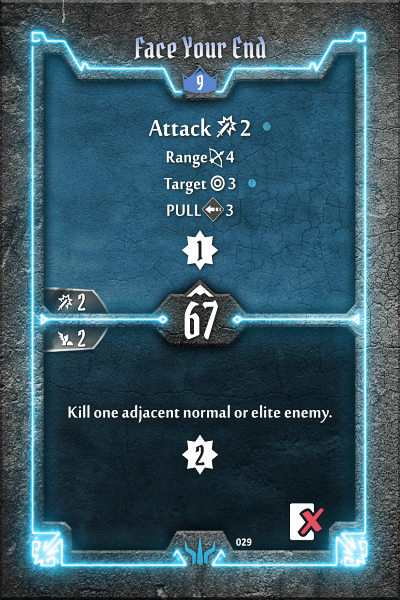 Face Your End
9
Attack 2
Range 4
Target 3
PULL 3
1
2
67
2
Kill one adjacent normal or elite enemy.
2
029